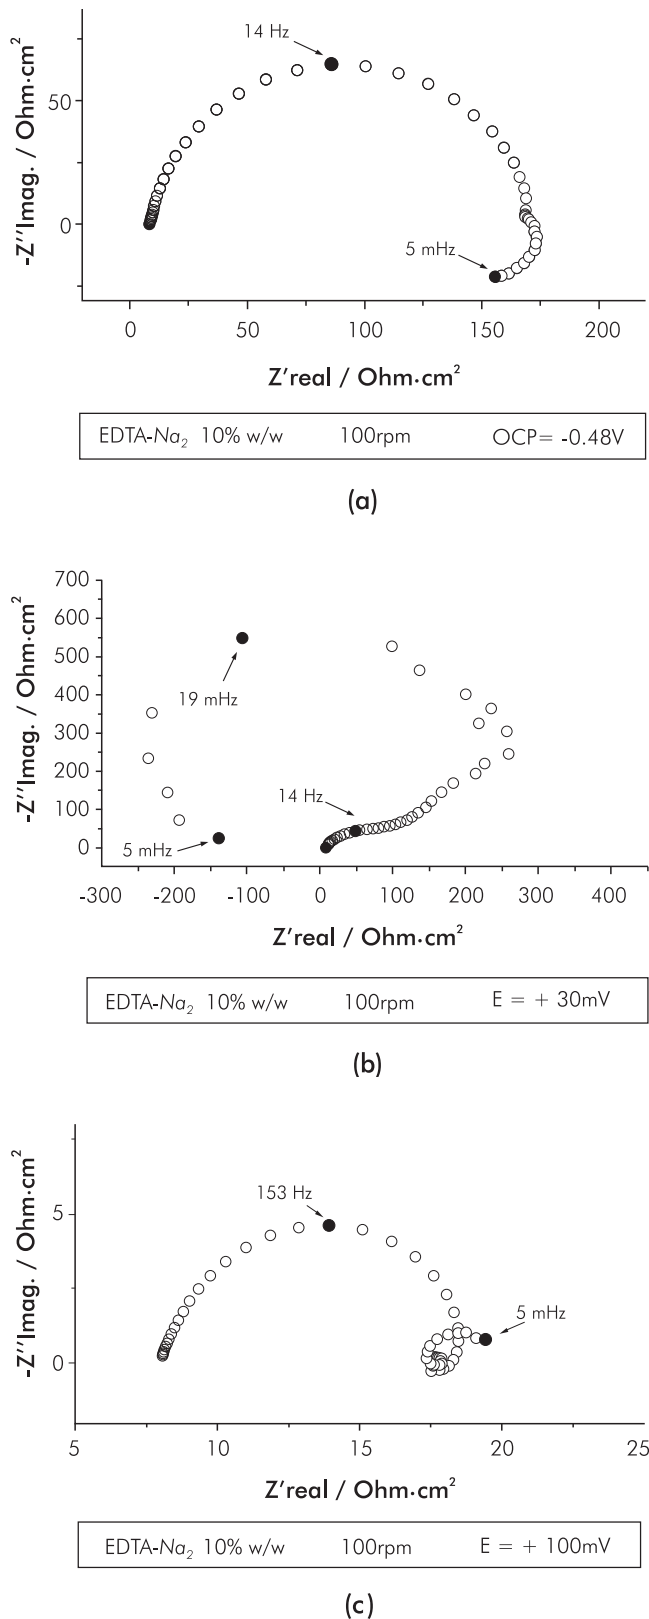 14 Hz
50
0
-Z''Imag. / Ohm·cm²
5 mHz
0 50 100 150 200
Z'real / Ohm·cm²
EDTA-Na₂ 10% w/w 100rpm OCP= -0.48V
(a)
700
600
500
400
300
200
100
0
-Z''Imag. / Ohm·cm²
19 mHz
14 Hz
5 mHz
-300 -200 -100 0 100 200 300 400
Z'real / Ohm·cm²
EDTA-Na₂ 10% w/w 100rpm E = + 30mV
(b)
5
0
-Z''Imag. / Ohm·cm²
153 Hz
5 mHz
5 10 15 20 25
Z'real / Ohm·cm²
EDTA-Na₂ 10% w/w 100rpm E = + 100mV
(c)